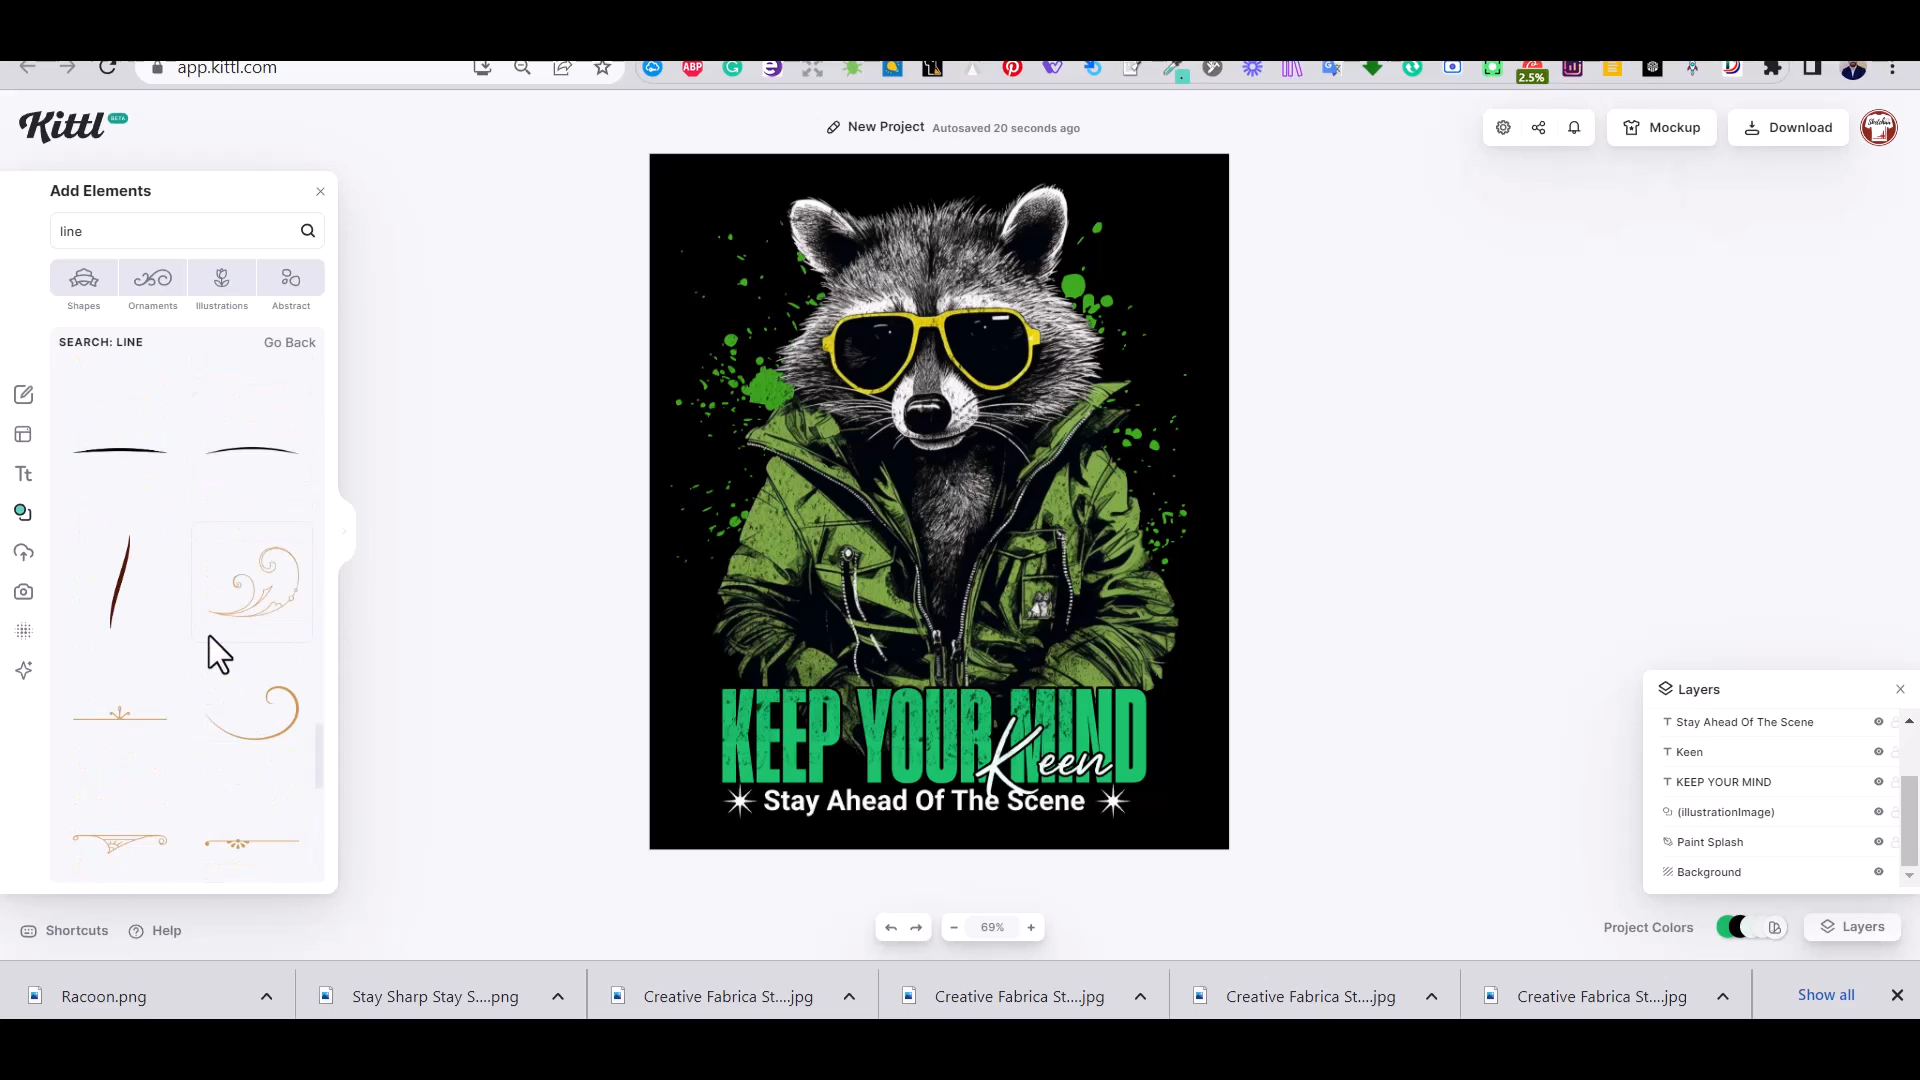 app.kittl.com
ABP
2.5%
Kittl BETA
New Project Autosaved 20 seconds ago
Mockup
Download
Add Elements
line
Shapes Ornaments Illustrations Abstract
SEARCH: LINE Go Back
Tt
KEEP YOUR MIND
Keen
Stay Ahead Of The Scene
Layers
T Stay Ahead Of The Scene
T Keen
T KEEP YOUR MIND
(illustrationImage)
Paint Splash
Background
Shortcuts Help
69%
Project Colors
Layers
Racoon.png
Stay Sharp Stay S....png
Creative Fabrica St....jpg
Creative Fabrica St....jpg
Creative Fabrica St....jpg
Creative Fabrica St....jpg
Show all